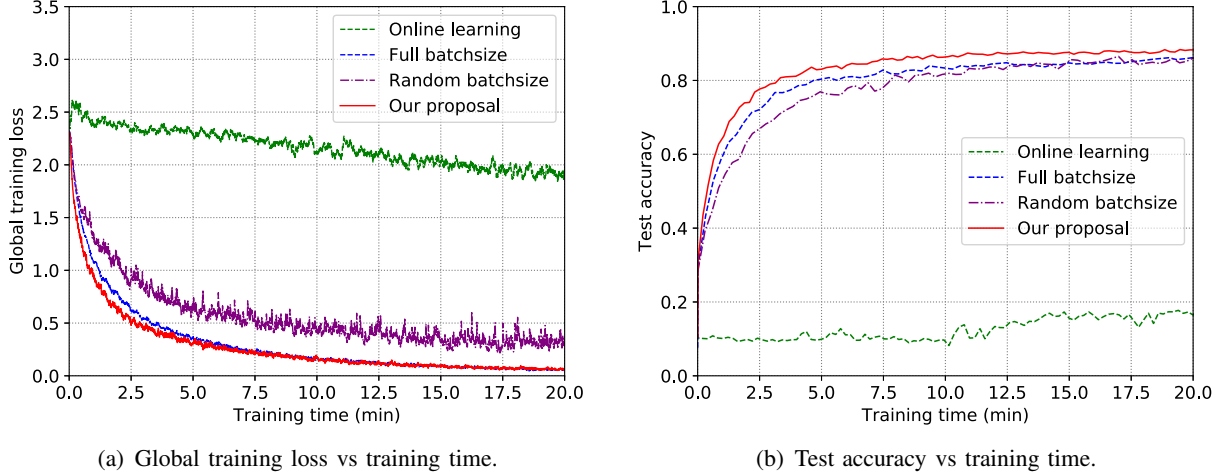 3.5
3.0
2.5
2.0
1.5
1.0
0.5
0.0
Global training loss
0.0 2.5 5.0 7.5 10.0 12.5 15.0 17.5 20.0
Training time (min)
Online learning
Full batchsize
Random batchsize
Our proposal
(a) Global training loss vs training time.
1.0
0.8
0.6
0.4
0.2
0.0
Test accuracy
0.0 2.5 5.0 7.5 10.0 12.5 15.0 17.5 20.0
Training time (min)
Online learning
Full batchsize
Random batchsize
Our proposal
(b) Test accuracy vs training time.